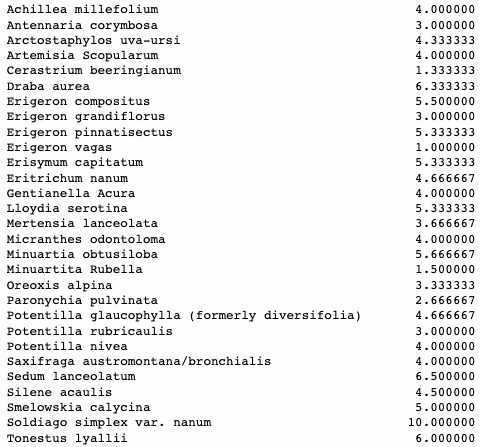 Achillea millefolium 4.000000
Antennaria corymbosa 3.000000
Arctostaphylos uva-ursi 4.333333
Artemisia Scopularum 4.000000
Cerastrium beeringianum 1.333333
Draba aurea 6.333333
Erigeron compositus 5.500000
Erigeron grandiflorus 3.000000
Erigeron pinnatisectus 5.333333
Erigeron vagas 1.000000
Erisymum capitatum 5.333333
Eritrichum nanum 4.666667
Gentianella Acura 4.000000
Lloydia serotina 5.333333
Mertensia lanceolata 3.666667
Micranthes odontoloma 4.000000
Minuartia obtusiloba 5.666667
Minuartita Rubella 1.500000
Oreoxis alpina 3.333333
Paronychia pulvinata 2.666667
Potentilla glaucophylla (formerly diversifolia) 4.666667
Potentilla rubricaulis 3.000000
Potentilla nivea 4.000000
Saxifraga austromontana/bronchialis 4.000000
Sedum lanceolatum 6.500000
Silene acaulis 4.500000
Smelowskia calycina 5.000000
Soldiago simplex var. nanum 10.000000
Tonestus lyallii 6.000000